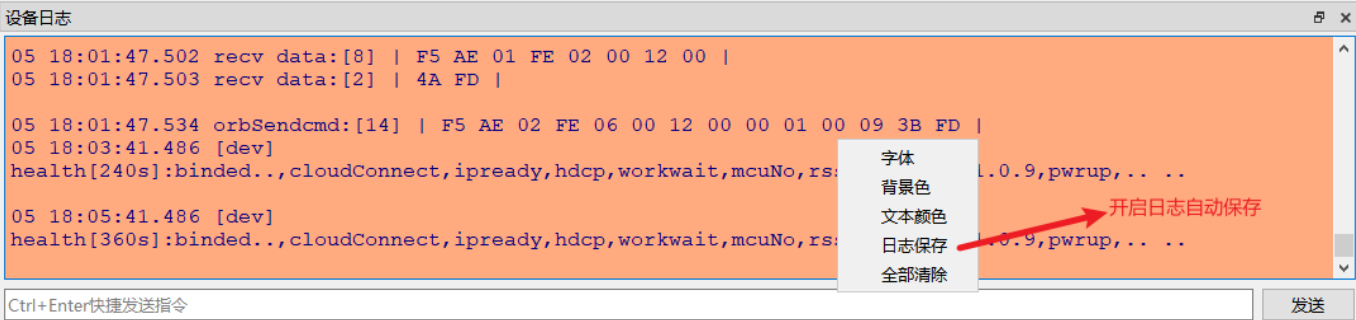 设备日志
05 18:01:47.502 recv data:[8] | F5 AE 01 FE 02 00 12 00 |
05 18:01:47.503 recv data:[2] | 4A FD |
05 18:01:47.534 orbSendcmd:[14] | F5 AE 02 FE 06 00 12 00 00 01 00 09 3B FD |
05 18:03:41.486 [dev]
health[240s]:binded..,cloudConnect,ipready,hdcp,workwait,mcuNo, .0.9,pwrup,.. ..
05 18:05:41.486 [dev]
health[360s]:binded..,cloudConnect,ipready,hdcp,workwait,mcuNo, .0.9,pwrup,.. ..
字体
背景色
文本颜色
日志保存
全部清除
开启日志自动保存
Ctrl+Enter快捷发送指令
发送